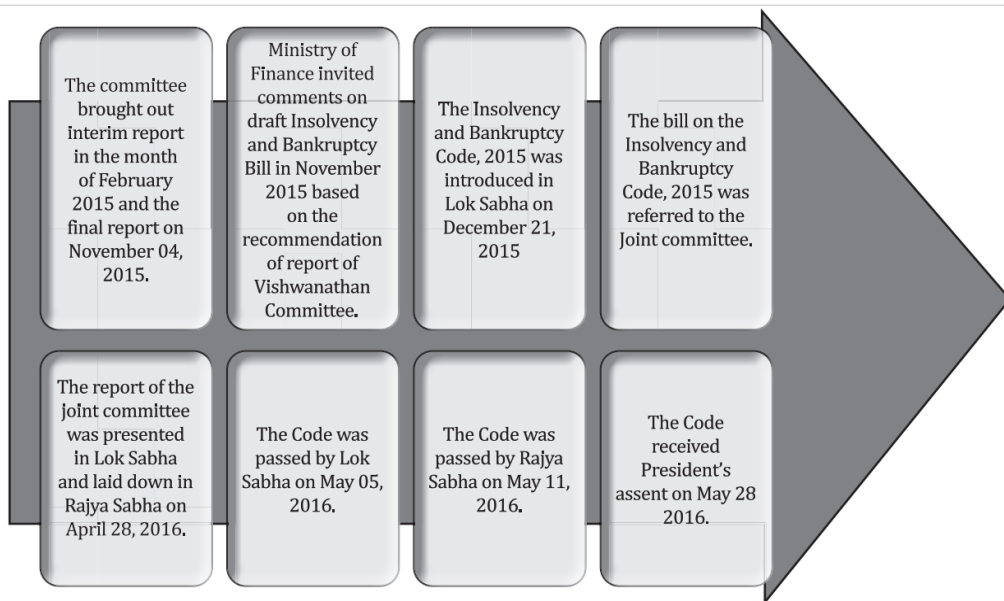 The committee
brought out
interim report
in the month
of February
2015 and the
final report on
November 04,
2015.
Ministry of
Finance invited
comments on
draft Insolvency
and Bankruptcy
Bill in November
2015 based
on the
recommendation
of report of
Vishwanathan
Committee.
The Insolvency
and Bankruptcy
Code, 2015 was
introduced in
Lok Sabha on
December 21,
2015
The bill on the
Insolvency and
Bankruptcy
Code, 2015 was
referred to the
Joint committee.
The report of the
joint committee
was presented
in Lok Sabha
and laid down in
Rajya Sabha on
April 28, 2016.
The Code was
passed by Lok
Sabha on May 05,
2016.
The Code was
passed by Rajya
Sabha on May 11,
2016.
The Code
received
President’s
assent on May 28
2016.